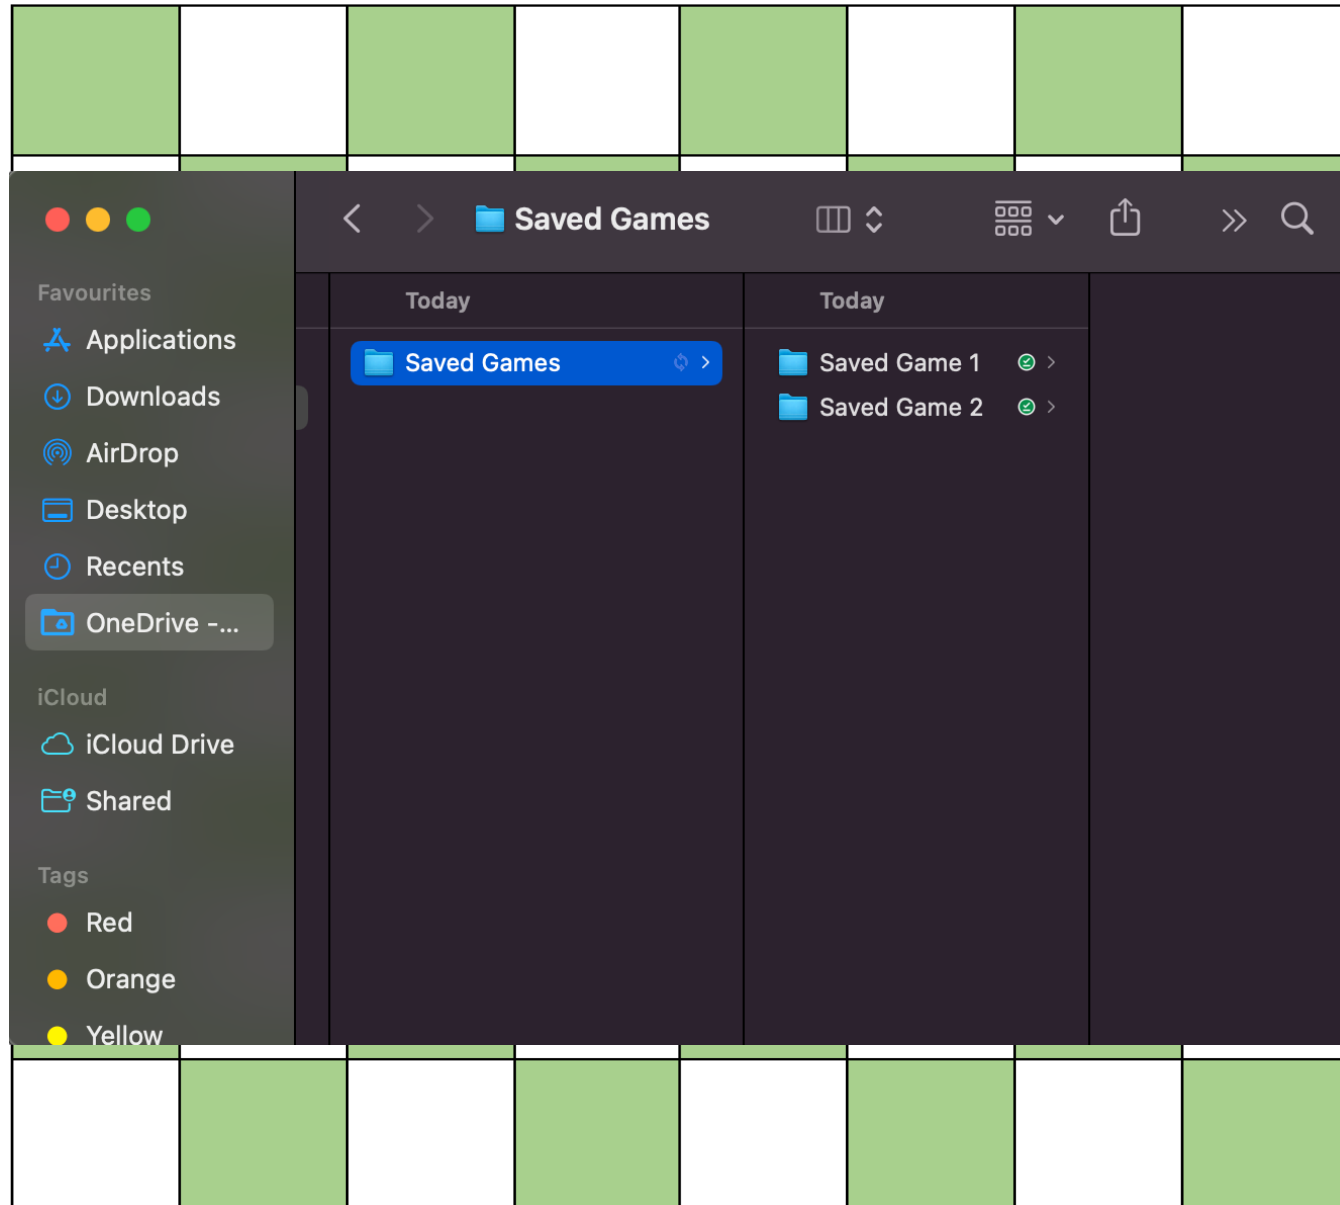 Saved Games
Favourites
Applications
Downloads
AirDrop
Desktop
Recents
OneDrive -...
iCloud
iCloud Drive
Shared
Tags
Red
Orange
Yellow
Today
Saved Games
Today
Saved Game 1
Saved Game 2